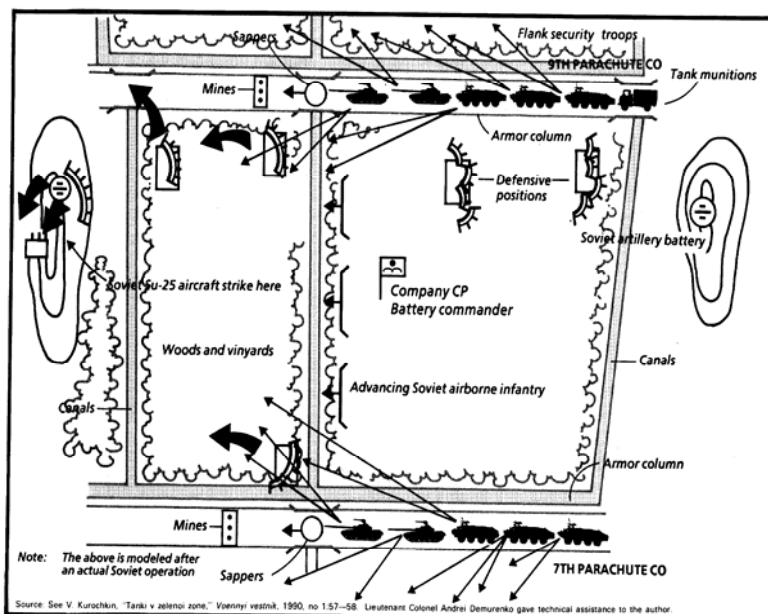 Sappers
Flank security troops
9TH PARACHUTE CO
Mines
Tank munitions
Armor column
Defensive
positions
Soviet artillery battery
Soviet Su-25 aircraft strike here
Company CP
Battery commander
Woods and vinyards
Canals
Advancing Soviet airborne infantry
Canals
Armor column
Mines
Note: The above is modeled after
an actual Soviet operation
Sappers
7TH PARACHUTE CO
Source: See V. Kurochkin, "Tanki v zelenoi zone," Voennyi vestnik, 1990, no 1:57—58. Lieutenant Colonel Andrei Demurenko gave technical assistance to the author.